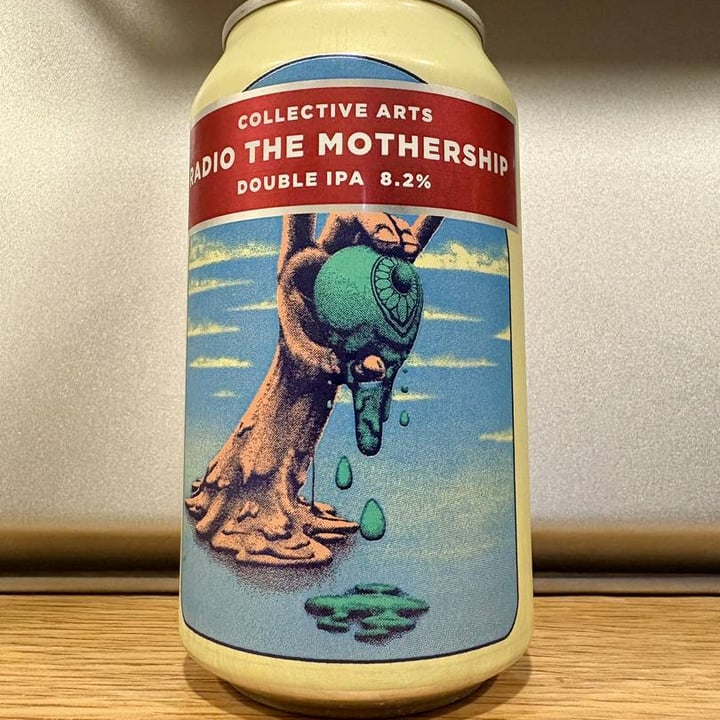 COLLECTIVE ARTS
RADIO THE MOTHERSHIP
DOUBLE IPA 8.2%